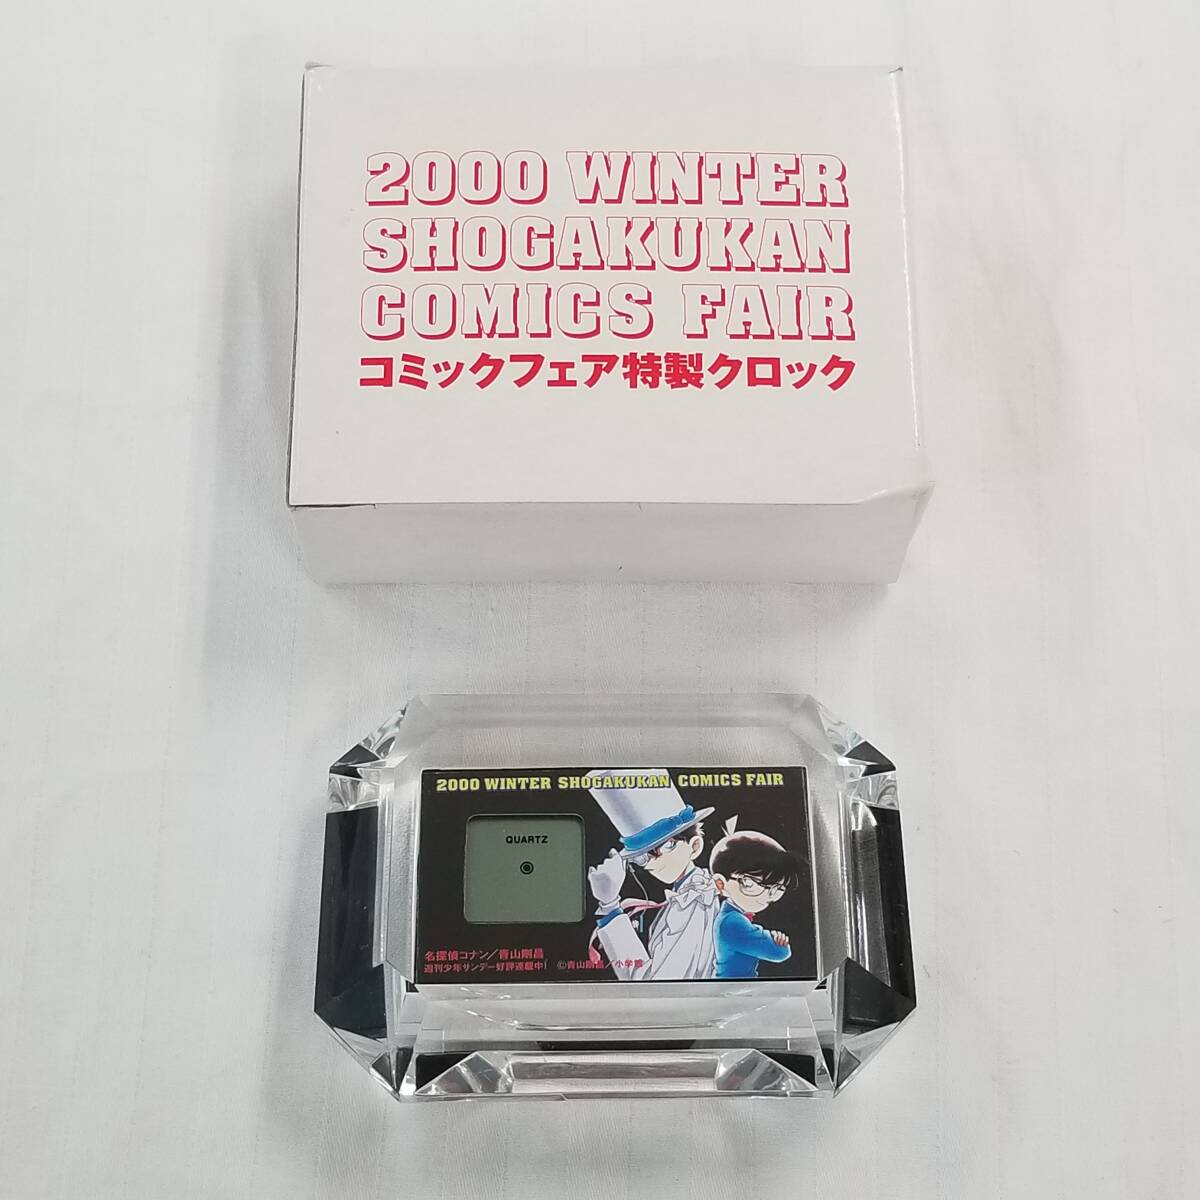 2000 WINTER
SHOGAKUKAN
COMICS FAIR
コミックフェア特製クロック
2000 WINTER SHOGAKUKAN COMICS FAIR
QUARTZ
名探偵コナン/青山剛昌
週刊少年サンデー好評連載中! ©青山剛昌/小学館